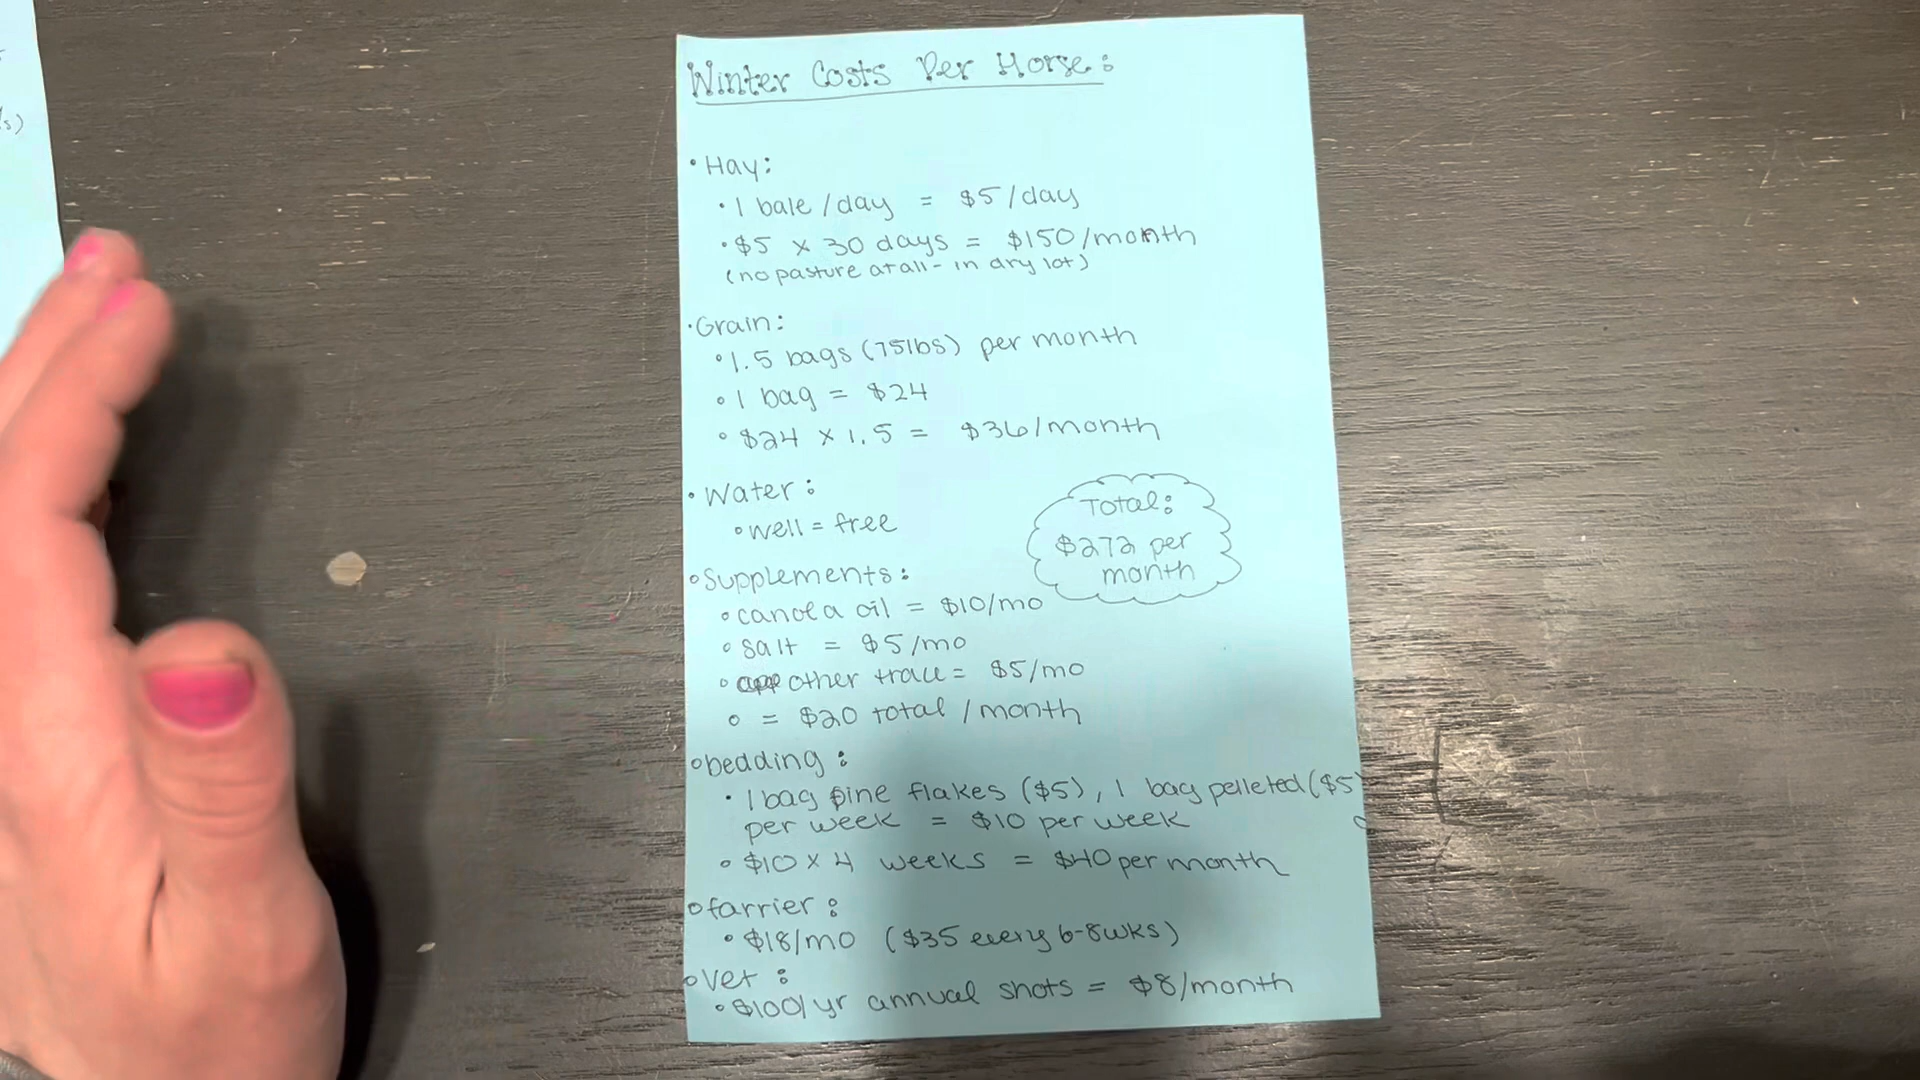 Winter Costs Per Horse:
• Hay:
• 1 bale/day = $5/day
• $5 x 30 days = $150/month
(no pasture at all - in dry lot)
• Grain:
• 1.5 bags (75lbs) per month
• 1 bag = $24
• $24 x 1.5 = $36/month
• Water:
• well = free
Total:
$272 per
month
• Supplements:
• canola oil = $10/mo
• salt = $5/mo
• other trace = $5/mo
• = $20 total/month
• bedding:
• 1 bag pine flakes ($5), 1 bag pelleted ($5)
per week = $10 per week
• $10 x 4 weeks = $40 per month
• farrier:
• $18/mo ($35 every 6-8wks)
• Vet:
• $100/yr annual shots = $8/month